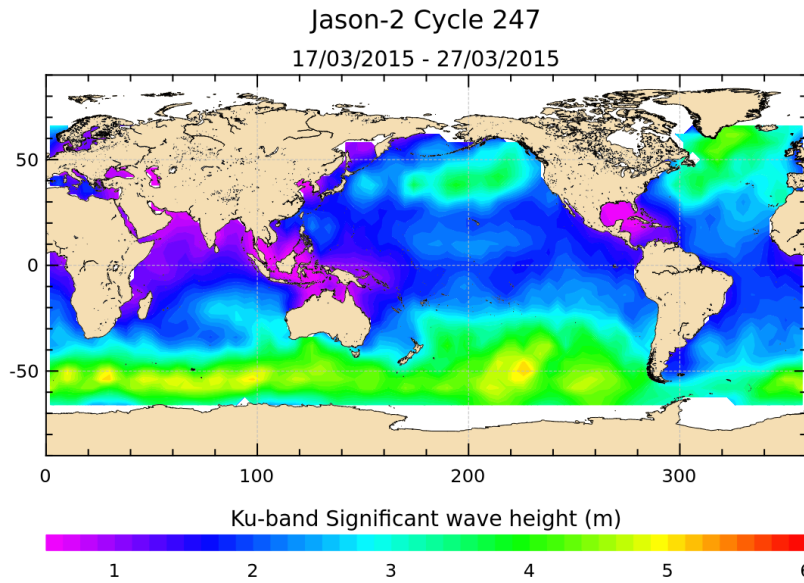 Jason-2 Cycle 247
17/03/2015 - 27/03/2015
50
0
-50
0 100 200 300
Ku-band Significant wave height (m)
1 2 3 4 5 6